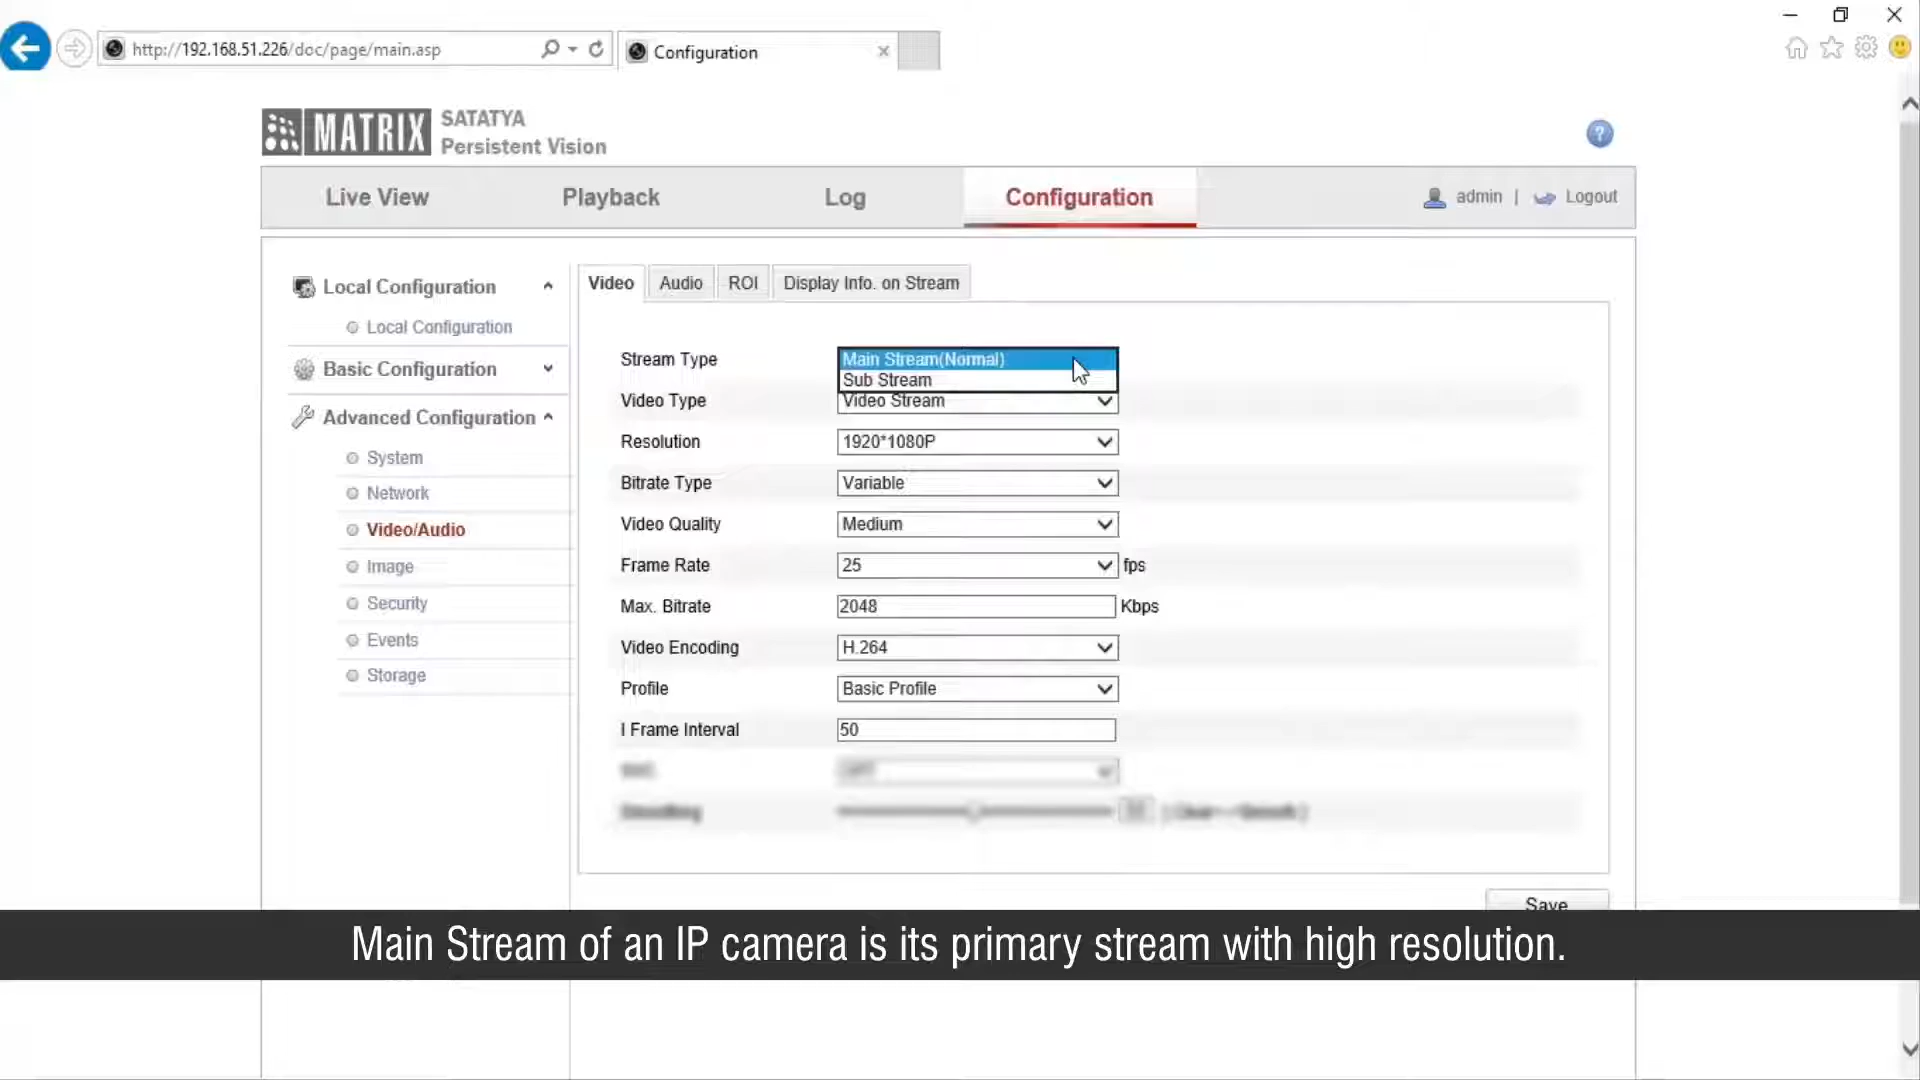 http://192.168.51.226/doc/page/main.asp
Configuration
MATRIX
SATATYA
Persistent Vision
?
Live View
Playback
Log
Configuration
admin | Logout
Local Configuration
Local Configuration
Basic Configuration
Advanced Configuration
System
Network
Video/Audio
Image
Security
Events
Storage
Video
Audio
ROI
Display Info. on Stream
Stream Type Main Stream(Normal)
Sub Stream
Video Type Video Stream
Resolution 1920*1080P
Bitrate Type Variable
Video Quality Medium
Frame Rate 25 fps
Max. Bitrate 2048 Kbps
Video Encoding H.264
Profile Basic Profile
I Frame Interval 50
Save
Main Stream of an IP camera is its primary stream with high resolution.